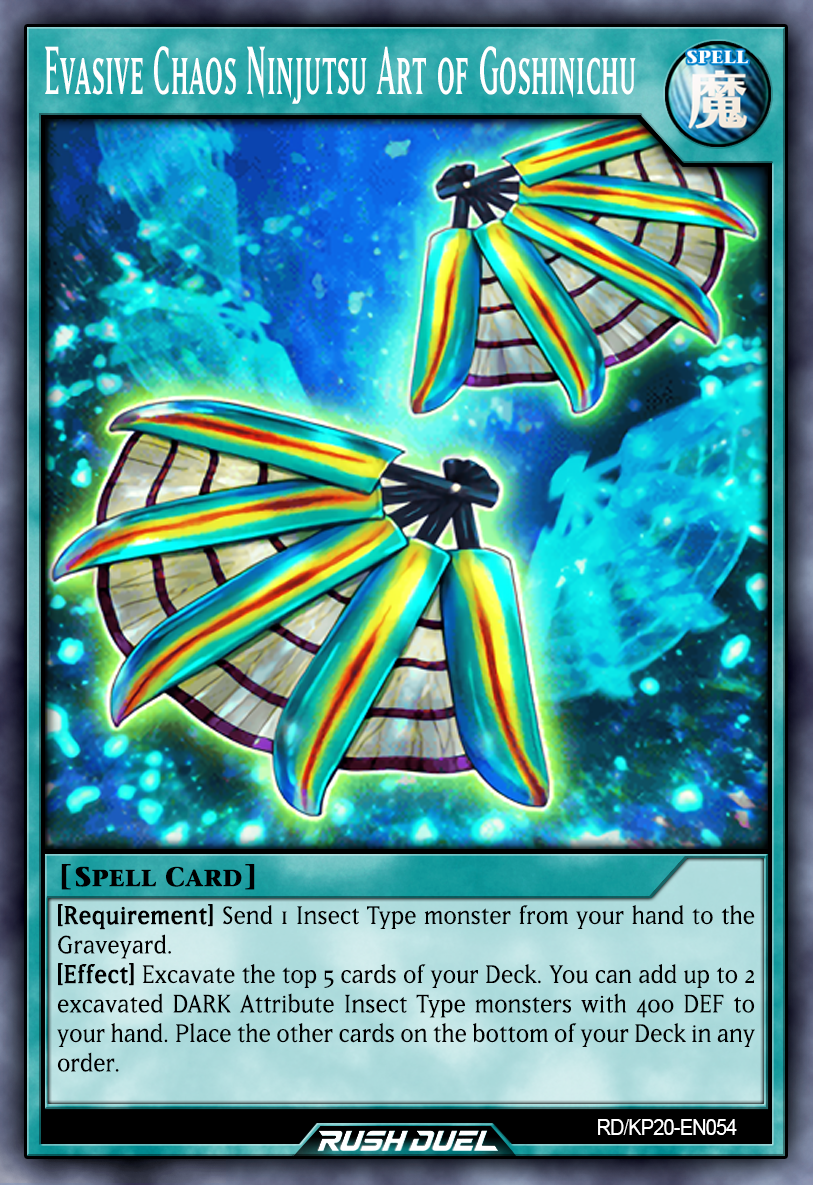 Evasive Chaos Ninjutsu Art of Goshinichu
SPELL
魔
[Spell Card]
[Requirement] Send 1 Insect Type monster from your hand to the
Graveyard.
[Effect] Excavate the top 5 cards of your Deck. You can add up to 2
excavated DARK Attribute Insect Type monsters with 400 DEF to
your hand. Place the other cards on the bottom of your Deck in any
order.
RD/KP20-EN054
RUSH DUEL